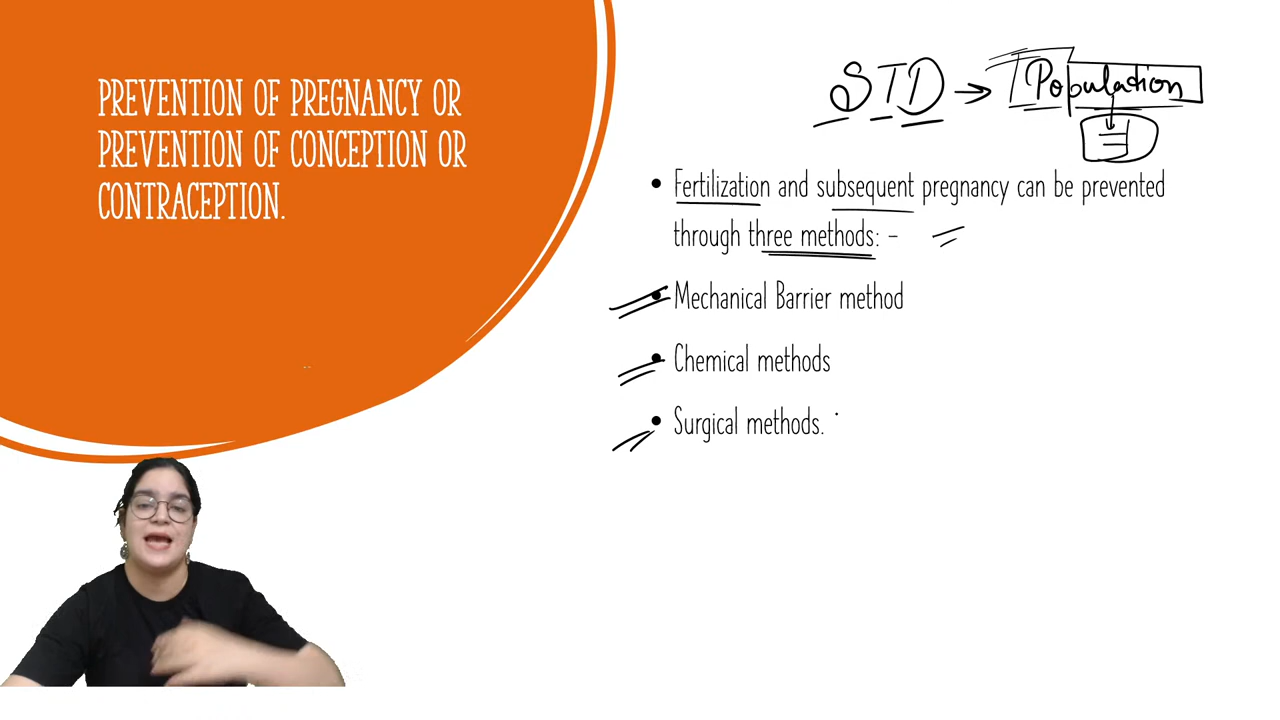 PREVENTION OF PREGNANCY OR
PREVENTION OF CONCEPTION OR
CONTRACEPTION.
STD → Population
• Fertilization and subsequent pregnancy can be prevented
through three methods: -
• Mechanical Barrier method
• Chemical methods
• Surgical methods.